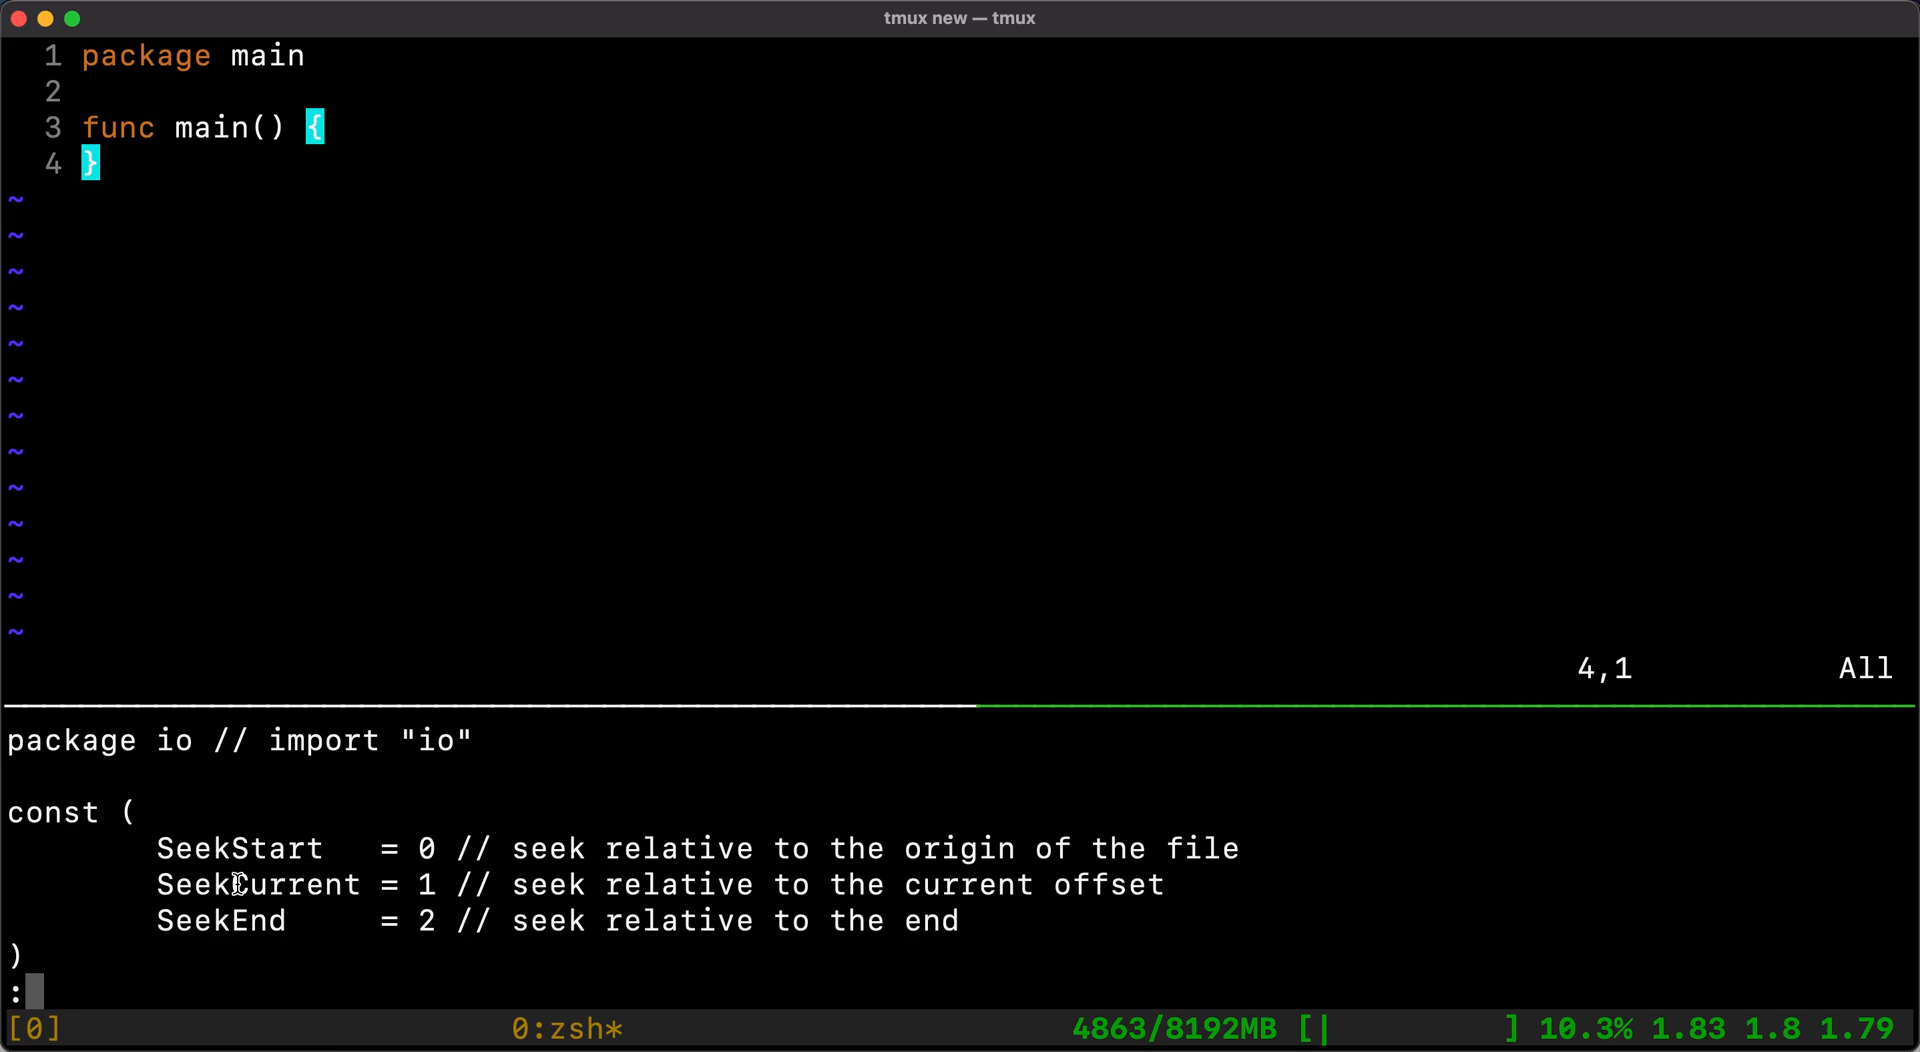 tmux new — tmux
1 package main
2
3 func main() {
4 }
~
~
~
~
~
~
~
~
~
~
~
~
~
4,1 All
package io // import "io"
const (
SeekStart = 0 // seek relative to the origin of the file
SeekCurrent = 1 // seek relative to the current offset
SeekEnd = 2 // seek relative to the end
)
:
[0] 0:zsh* 4863/8192MB [| ] 10.3% 1.83 1.8 1.79